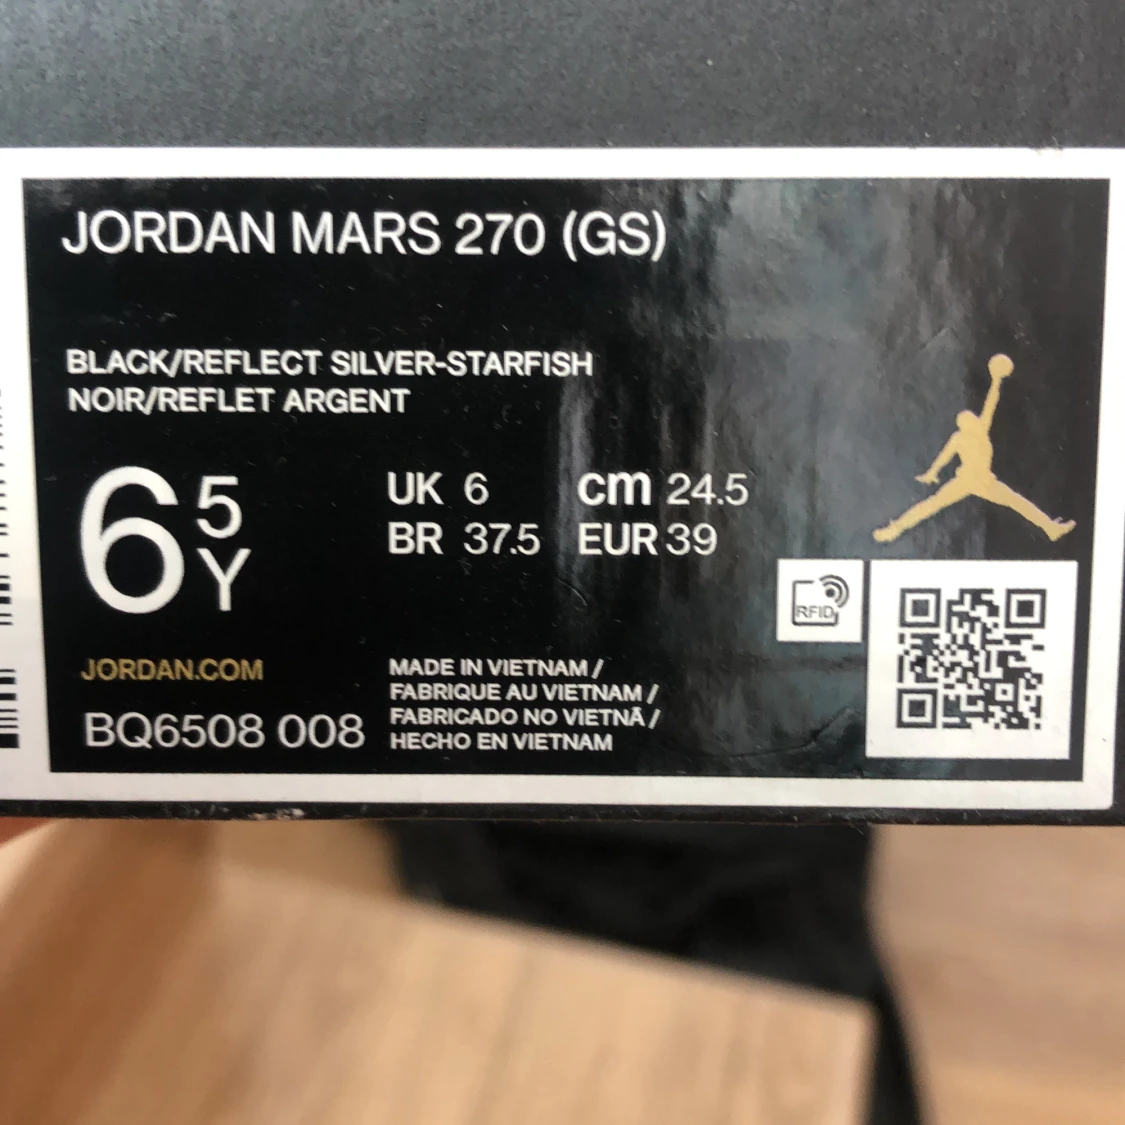 JORDAN MARS 270 (GS)
BLACK/REFLECT SILVER-STARFISH
NOIR/REFLET ARGENT
6 5 Y
UK 6 cm 24.5
BR 37.5 EUR 39
RFID
JORDAN.COM
BQ6508 008
MADE IN VIETNAM /
FABRIQUE AU VIETNAM /
FABRICADO NO VIETNÃ /
HECHO EN VIETNAM